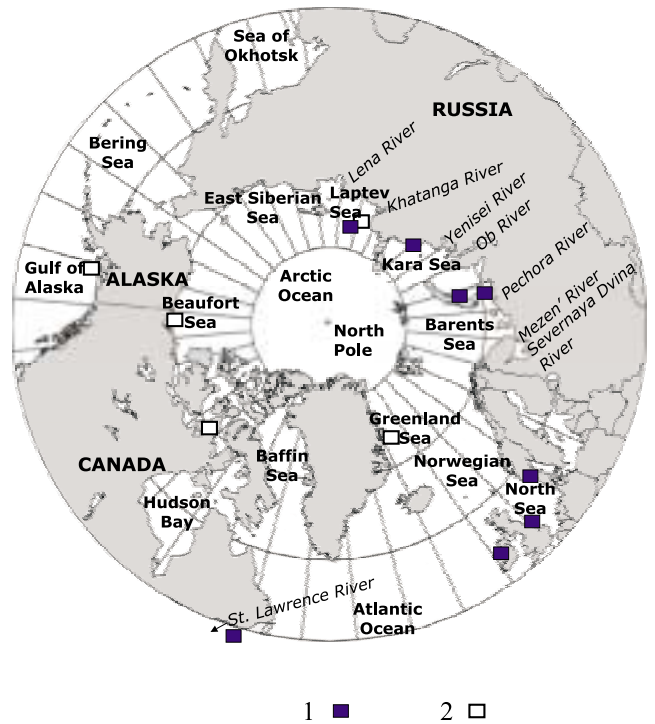 Sea of
Okhotsk
RUSSIA
Bering
Sea
Lena River
Khatanga River
East Siberian
Sea
Laptev
Sea
Yenisei River
Ob River
Kara Sea
Pechora River
Gulf of
Alaska
ALASKA
Arctic
Ocean
Mezen' River
Severnaya Dvina
River
Beaufort
Sea
North
Pole
Barents
Sea
Greenland
Sea
CANADA
Baffin
Sea
Norwegian
Sea
Hudson
Bay
North
Sea
St. Lawrence River
Atlantic
Ocean
1
2